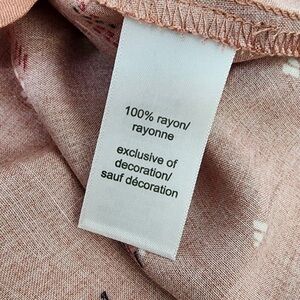 100% rayon/
rayonne
exclusive of
decoration/
sauf décoration